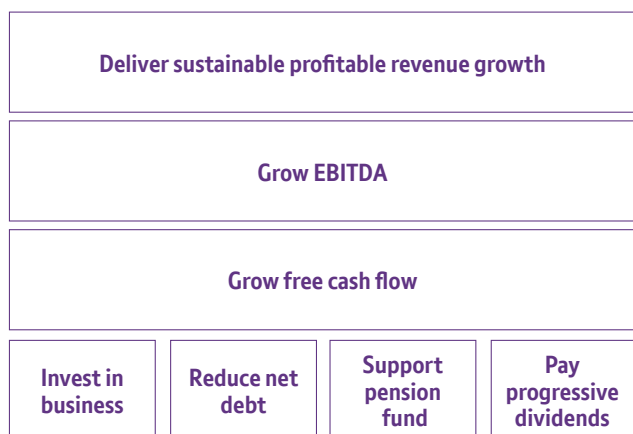 Deliver sustainable profitable revenue growth
Grow EBITDA
Grow free cash flow
Invest in
business
Reduce net
debt
Support
pension
fund
Pay
progressive
dividends